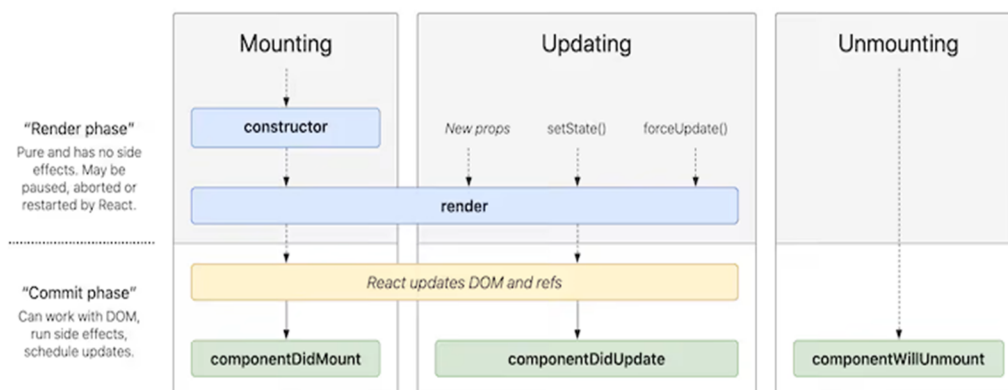 Mounting
Updating
Unmounting
“Render phase”
Pure and has no side
effects. May be
paused, aborted or
restarted by React.
constructor
New props
setState()
forceUpdate()
render
“Commit phase”
Can work with DOM,
run side effects,
schedule updates.
React updates DOM and refs
componentDidMount
componentDidUpdate
componentWillUnmount